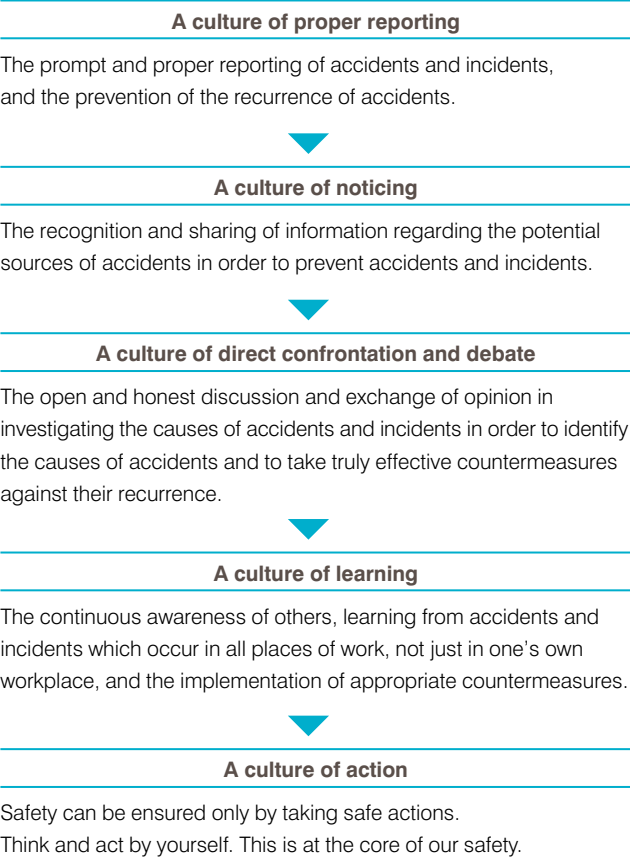 A culture of proper reporting
The prompt and proper reporting of accidents and incidents,
and the prevention of the recurrence of accidents.
A culture of noticing
The recognition and sharing of information regarding the potential
sources of accidents in order to prevent accidents and incidents.
A culture of direct confrontation and debate
The open and honest discussion and exchange of opinion in
investigating the causes of accidents and incidents in order to identify
the causes of accidents and to take truly effective countermeasures
against their recurrence.
A culture of learning
The continuous awareness of others, learning from accidents and
incidents which occur in all places of work, not just in one’s own
workplace, and the implementation of appropriate countermeasures.
A culture of action
Safety can be ensured only by taking safe actions.
Think and act by yourself. This is at the core of our safety.